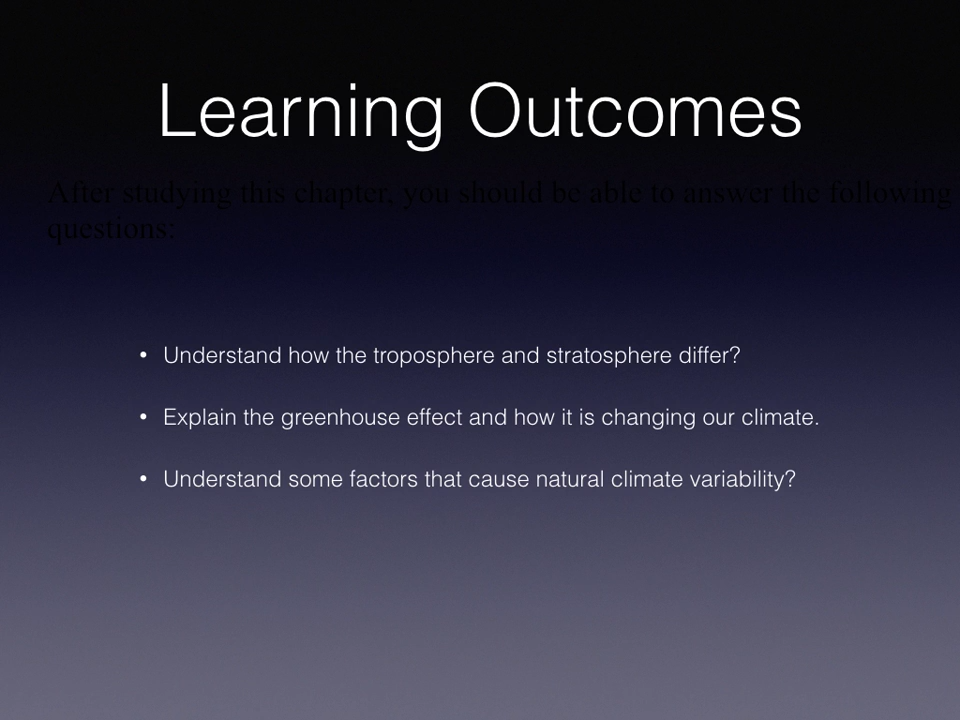 Learning Outcomes
After studying this chapter, you should be able to answer the following
questions:
• Understand how the troposphere and stratosphere differ?
• Explain the greenhouse effect and how it is changing our climate.
• Understand some factors that cause natural climate variability?